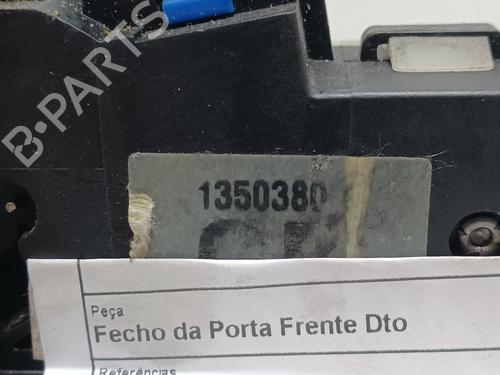 B-PARTS
1350380
Peça
Fecho da Porta Frente Dto
Referências